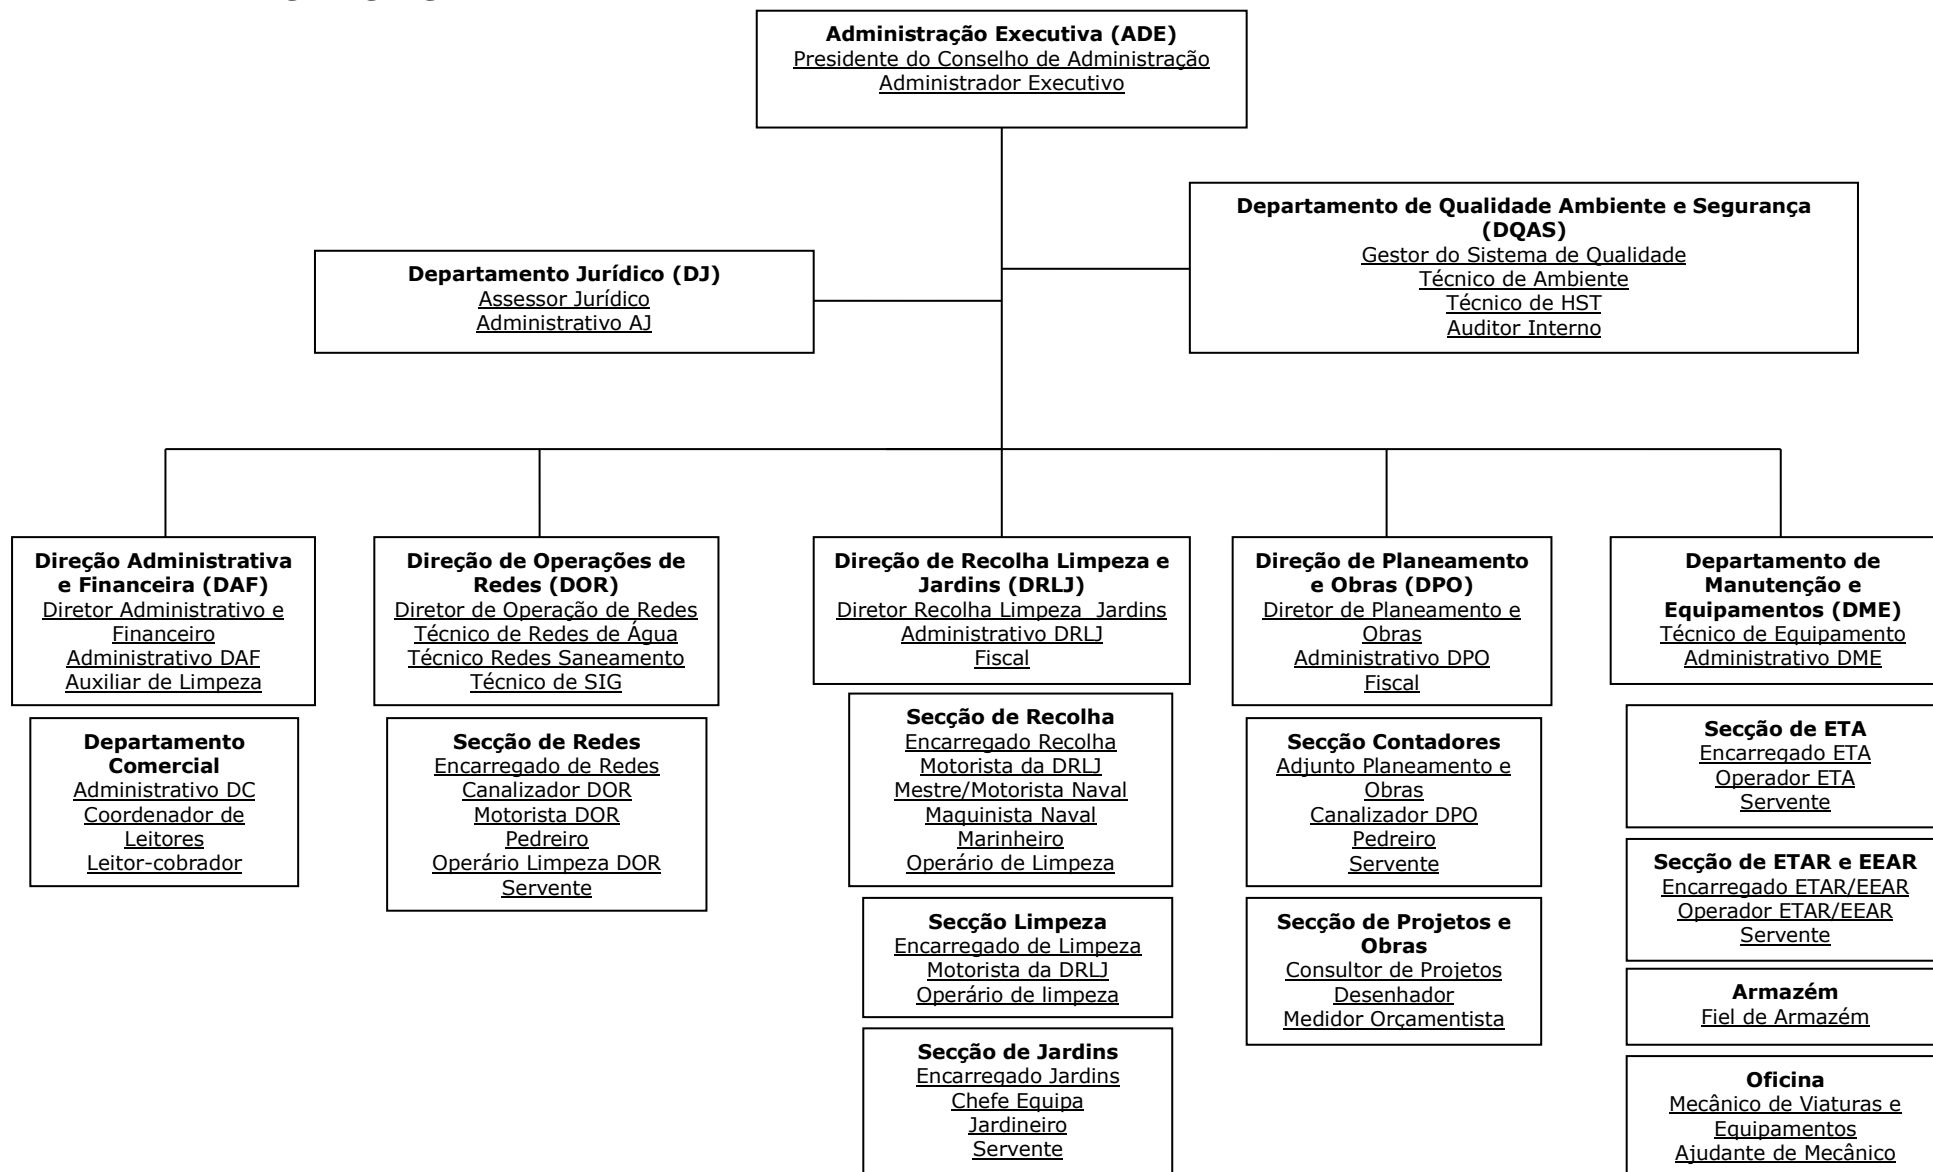 Administração Executiva (ADE)
Presidente do Conselho de Administração
Administrador Executivo
Departamento de Qualidade Ambiente e Segurança
(DQAS)
Gestor do Sistema de Qualidade
Técnico de Ambiente
Técnico de HST
Auditor Interno
Departamento Jurídico (DJ)
Assessor Jurídico
Administrativo AJ
Direção Administrativa
e Financeira (DAF)
Diretor Administrativo e
Financeiro
Administrativo DAF
Auxiliar de Limpeza
Departamento
Comercial
Administrativo DC
Coordenador de
Leitores
Leitor-cobrador
Direção de Operações de
Redes (DOR)
Diretor de Operação de Redes
Técnico de Redes de Água
Técnico Redes Saneamento
Técnico de SIG
Secção de Redes
Encarregado de Redes
Canalizador DOR
Motorista DOR
Pedreiro
Operário Limpeza DOR
Servente
Direção de Recolha Limpeza e
Jardins (DRLJ)
Diretor Recolha Limpeza  Jardins
Administrativo DRLJ
Fiscal
Secção de Recolha
Encarregado Recolha
Motorista da DRLJ
Mestre/Motorista Naval
Maquinista Naval
Marinheiro
Operário de Limpeza
Secção Limpeza
Encarregado de Limpeza
Motorista da DRLJ
Operário de limpeza
Secção de Jardins
Encarregado Jardins
Chefe Equipa
Jardineiro
Servente
Direção de Planeamento
e Obras (DPO)
Diretor de Planeamento e
Obras
Administrativo DPO
Fiscal
Secção Contadores
Adjunto Planeamento e
Obras
Canalizador DPO
Pedreiro
Servente
Secção de Projetos e
Obras
Consultor de Projetos
Desenhador
Medidor Orçamentista
Departamento de
Manutenção e
Equipamentos (DME)
Técnico de Equipamento
Administrativo DME
Secção de ETA
Encarregado ETA
Operador ETA
Servente
Secção de ETAR e EEAR
Encarregado ETAR/EEAR
Operador ETAR/EEAR
Servente
Armazém
Fiel de Armazém
Oficina
Mecânico de Viaturas e
Equipamentos
Ajudante de Mecânico